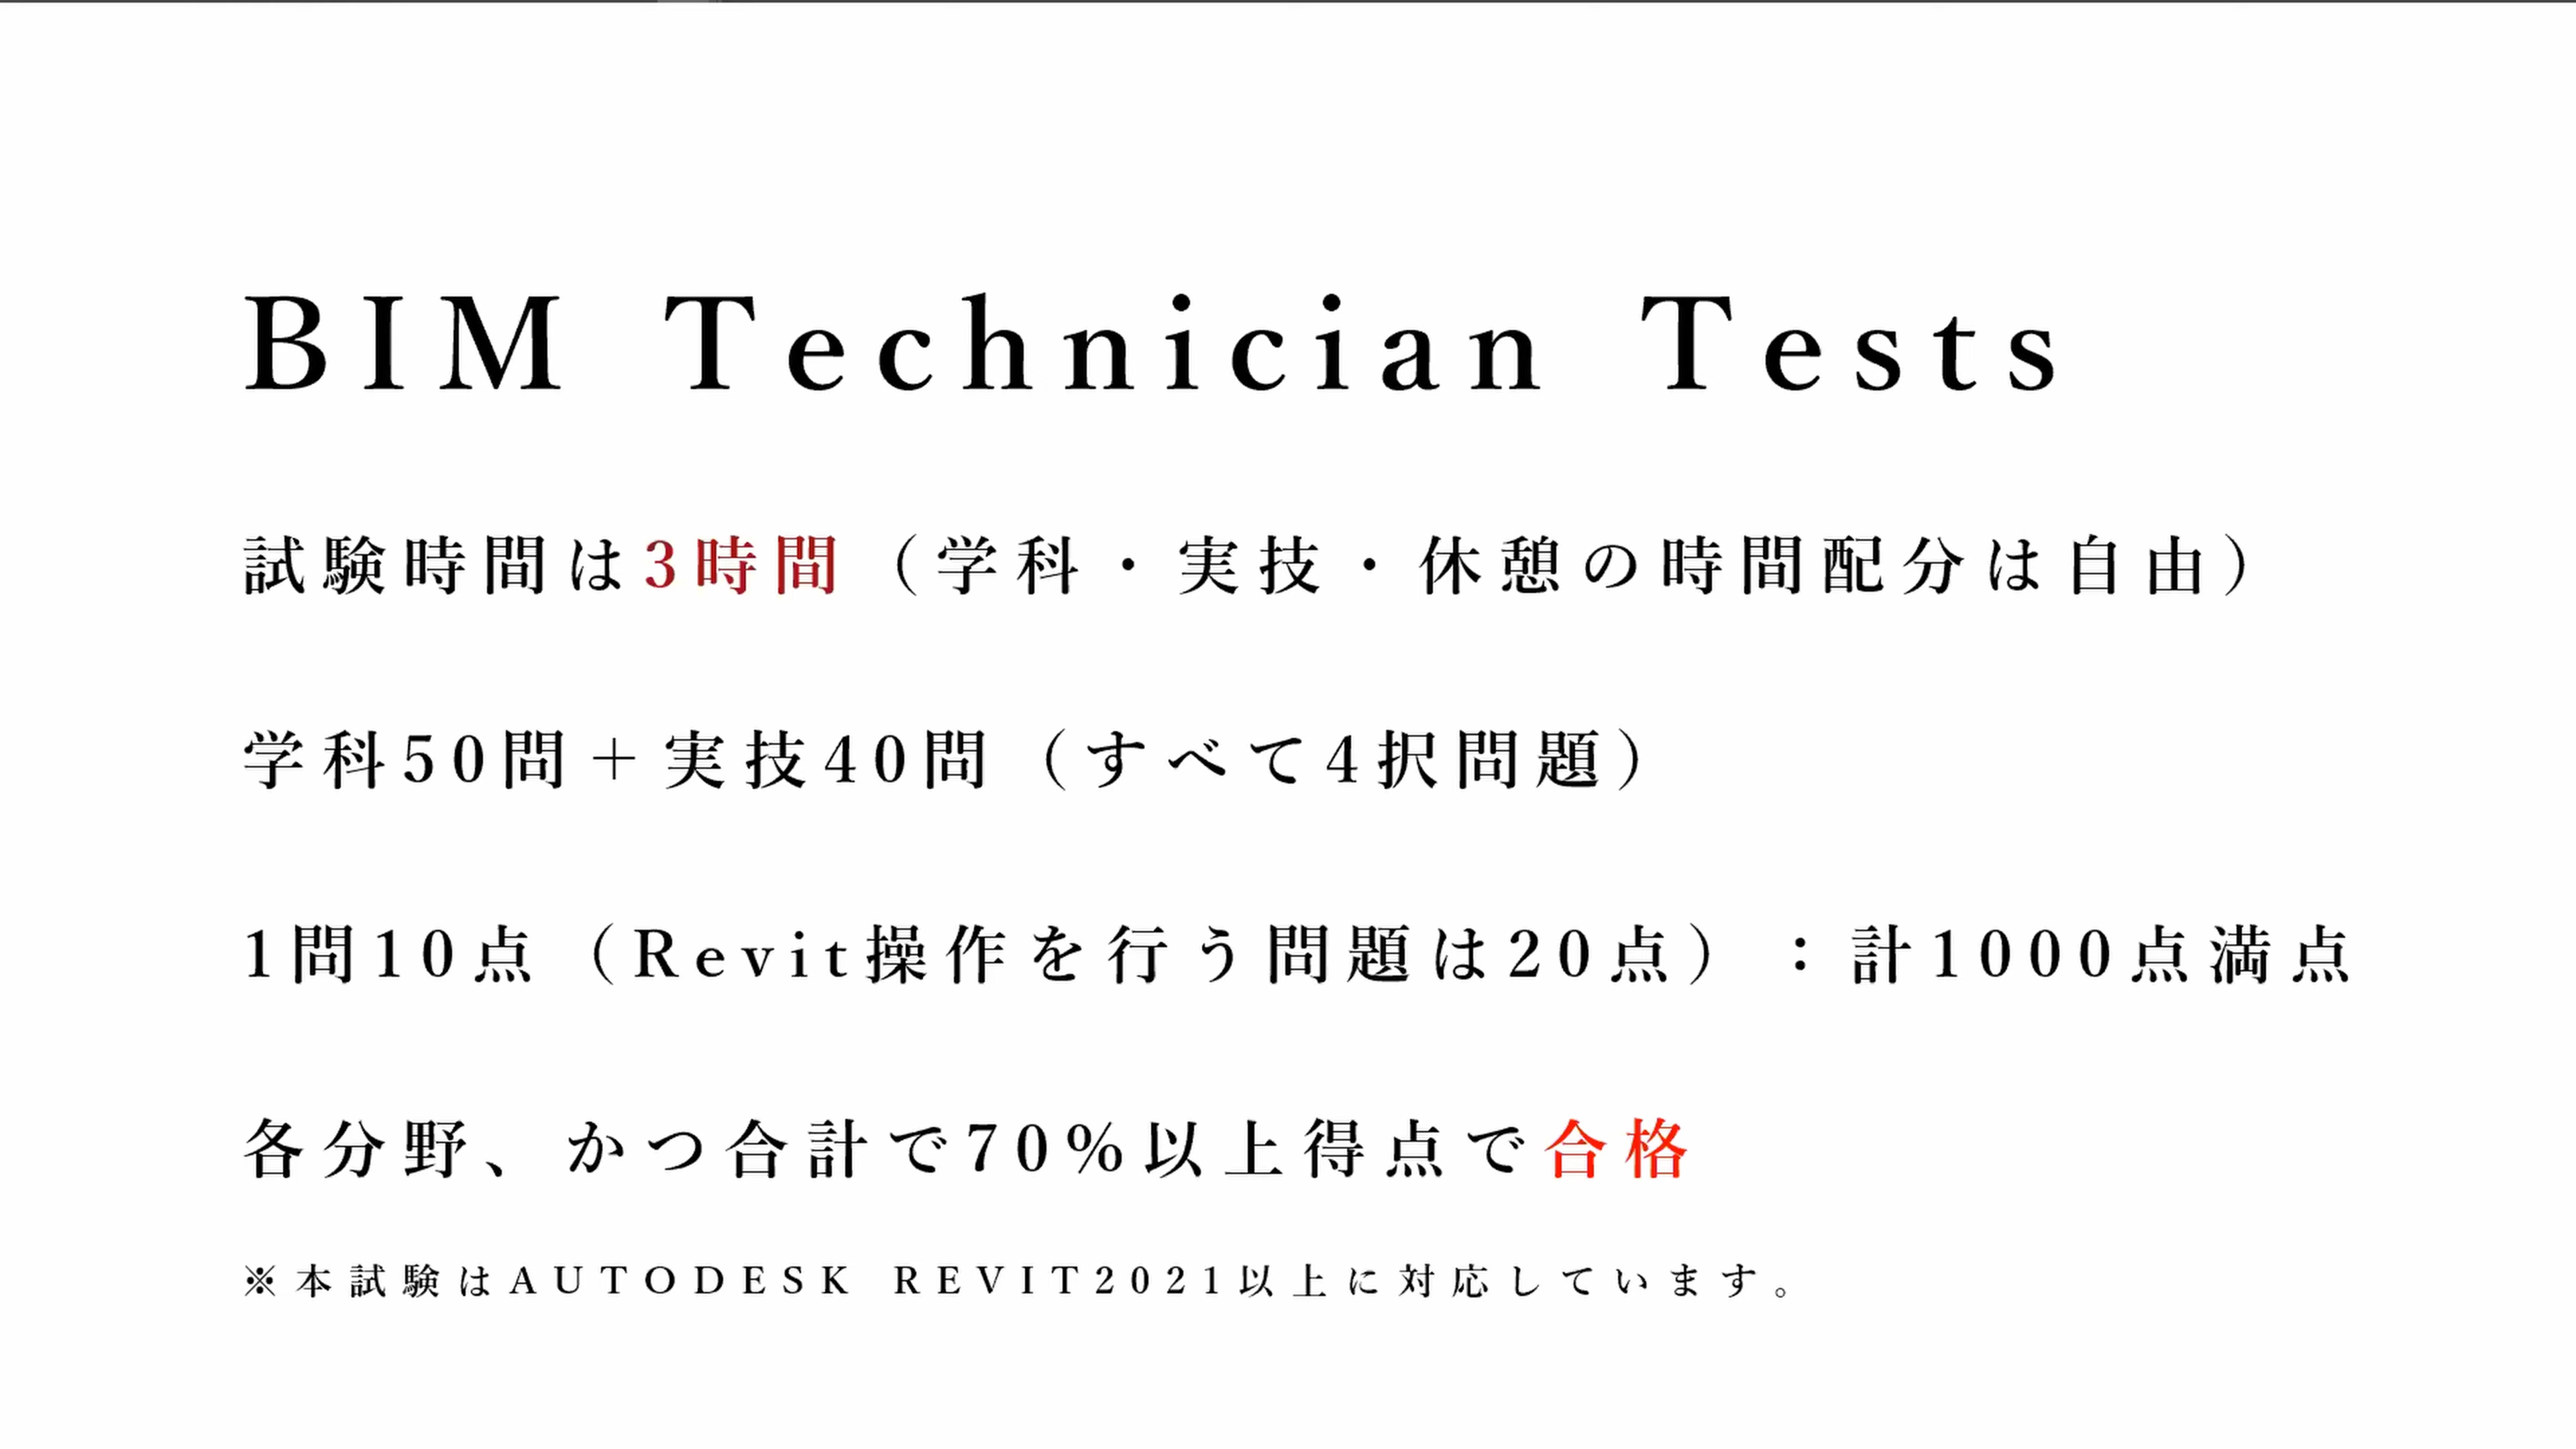 BIM Technician Tests
試験時間は3時間（学科・実技・休憩の時間配分は自由）
学科50問＋実技40問（すべて4択問題）
1問10点（Revit操作を行う問題は20点）：計1000点満点
各分野、かつ合計で70%以上得点で合格
※本試験はAUTODESK REVIT2021以上に対応しています。